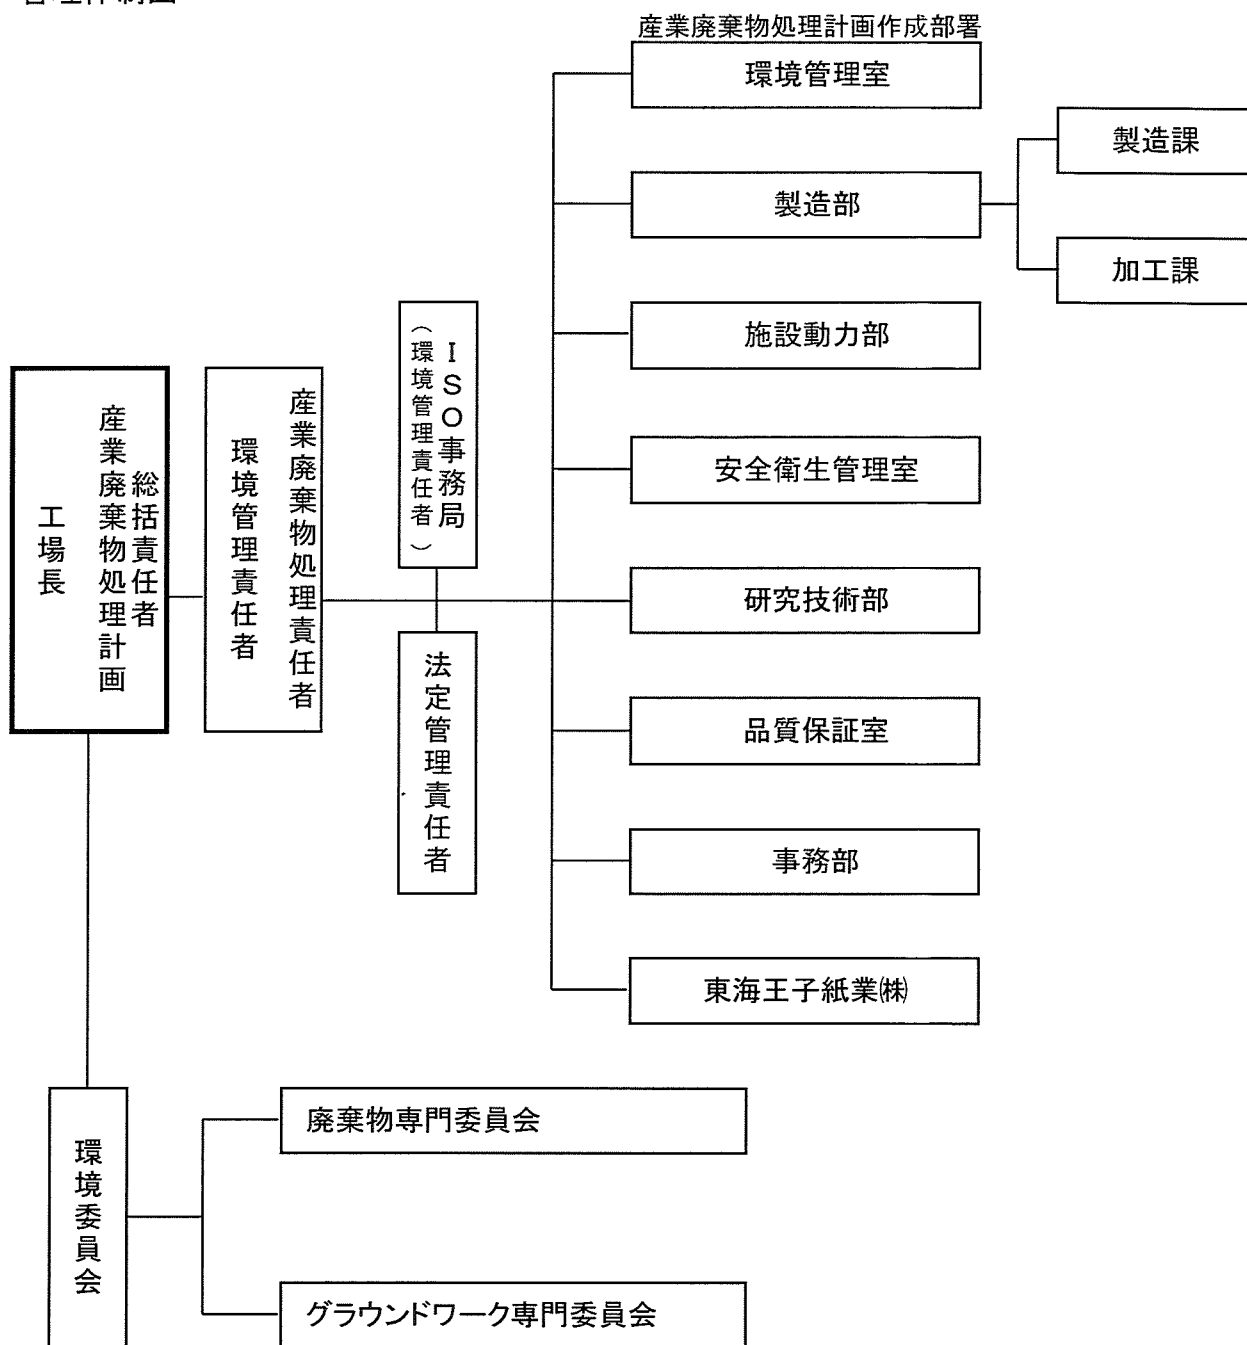 産業廃棄物処理計画作成部署
環境管理室
製造課
製造部
加工課
施設動力部
ISO事務局
（環境管理責任者）
安全衛生管理室
総括責任者
産業廃棄物処理計画
工場長
産業廃棄物処理責任者
環境管理責任者
研究技術部
法定管理責任者
品質保証室
事務部
東海王子紙業㈱
環境委員会
廃棄物専門委員会
グラウンドワーク専門委員会